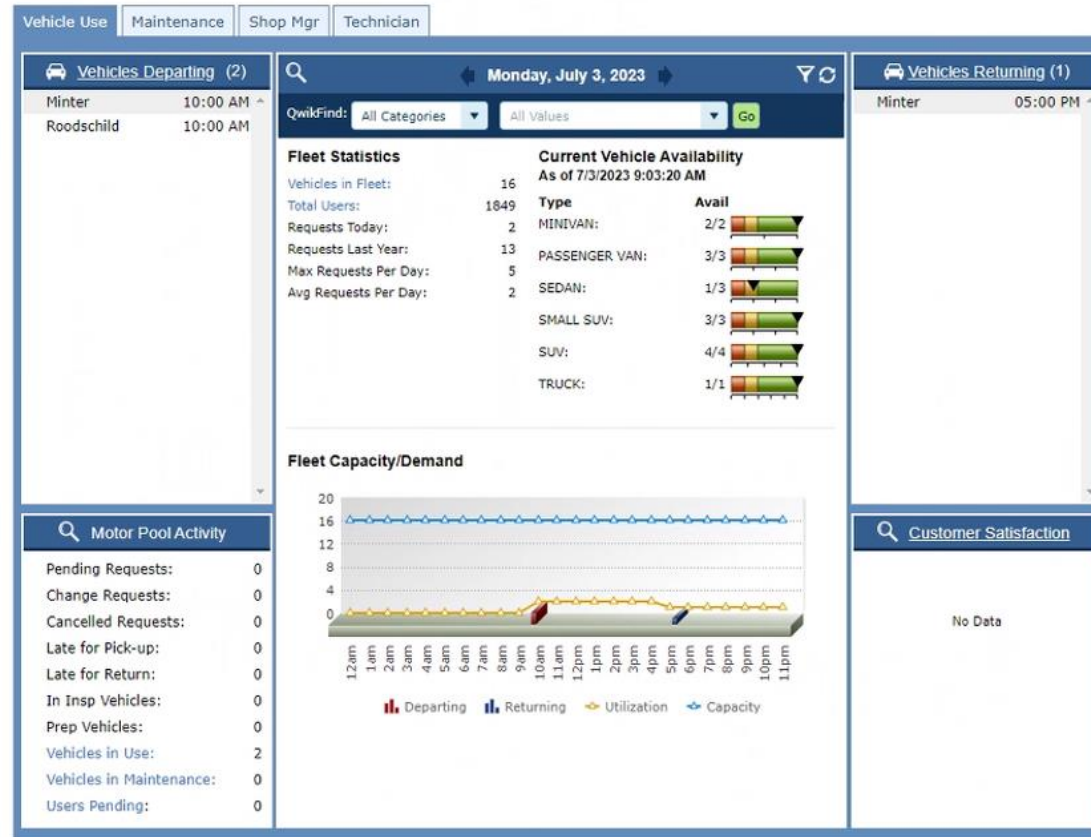 Vehicle Use
Maintenance
Shop Mgr
Technician
Vehicles Departing (2)
Minter 10:00 AM
Roodschild 10:00 AM
Monday, July 3, 2023
QwikFind: All Categories All Values Go
Fleet Statistics
Vehicles in Fleet: 16
Total Users: 1849
Requests Today: 2
Requests Last Year: 13
Max Requests Per Day: 5
Avg Requests Per Day: 2
Current Vehicle Availability
As of 7/3/2023 9:03:20 AM
Type Avail
MINIVAN: 2/2
PASSENGER VAN: 3/3
SEDAN: 1/3
SMALL SUV: 3/3
SUV: 4/4
TRUCK: 1/1
Vehicles Returning (1)
Minter 05:00 PM
Fleet Capacity/Demand
20
16
12
8
4
0
12am
1am
2am
3am
4am
5am
6am
7am
8am
9am
10am
11am
12pm
1pm
2pm
3pm
4pm
5pm
6pm
7pm
8pm
9pm
10pm
11pm
Departing Returning Utilization Capacity
Motor Pool Activity
Pending Requests: 0
Change Requests: 0
Cancelled Requests: 0
Late for Pick-up: 0
Late for Return: 0
In Insp Vehicles: 0
Prep Vehicles: 0
Vehicles in Use: 2
Vehicles in Maintenance: 0
Users Pending: 0
Customer Satisfaction
No Data